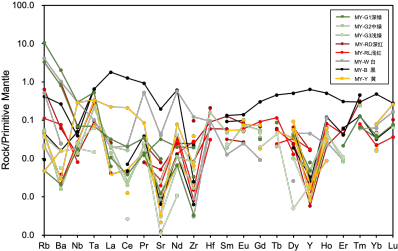 Rock/Primitive Mantle
100.0
10.0
1.0
0.1
0.0
0.0
Rb Ba Nb Ta La Ce Pr Sr Nd Zr Hf Sm Eu Gd Tb Dy Y Ho Er Tm Yb Lu
MY-G1深绿
MY-G2中绿
MY-G3浅绿
MY-RD深红
MY-RL浅红
MY-W 白
MY-B 黑
MY-Y 黄